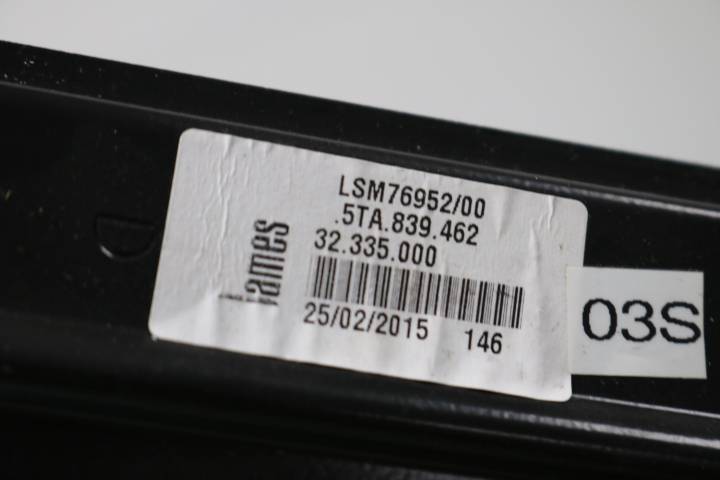 LSM76952/00
.5TA.839.462
32.335.000
lames
25/02/2015 146
03S
D